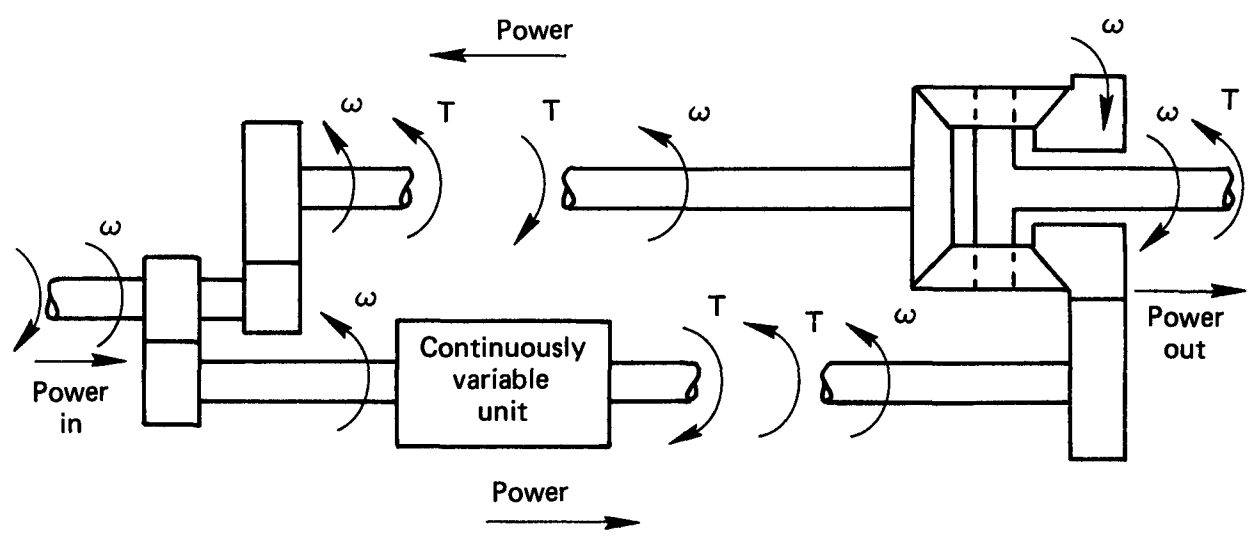 Power
ω
ω
T
T
ω
ω
T
ω
ω
T
T
ω
Continuously
variable
unit
Power
in
Power
out
Power